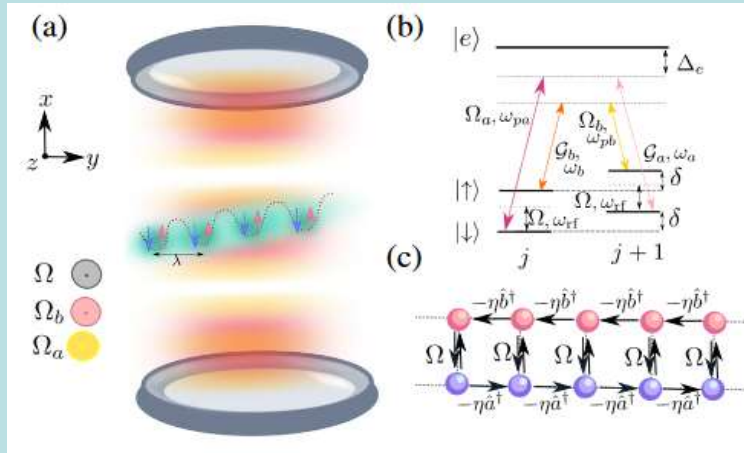 (a)
x
z
y
λ
Ω
Ω_b
Ω_a
(b)
|e⟩
Δ_c
Ω_a, ω_pa
Ω_b,
ω_pb
𝒢_b,
ω_b
𝒢_a, ω_a
|↑⟩
δ
Ω, ω_rf
Ω, ω_rf
δ
|↓⟩
j
j + 1
(c)
−ηb̂† −ηb̂† −ηb̂† −ηb̂†
Ω Ω Ω Ω Ω
−ηâ† −ηâ† −ηâ† −ηâ†